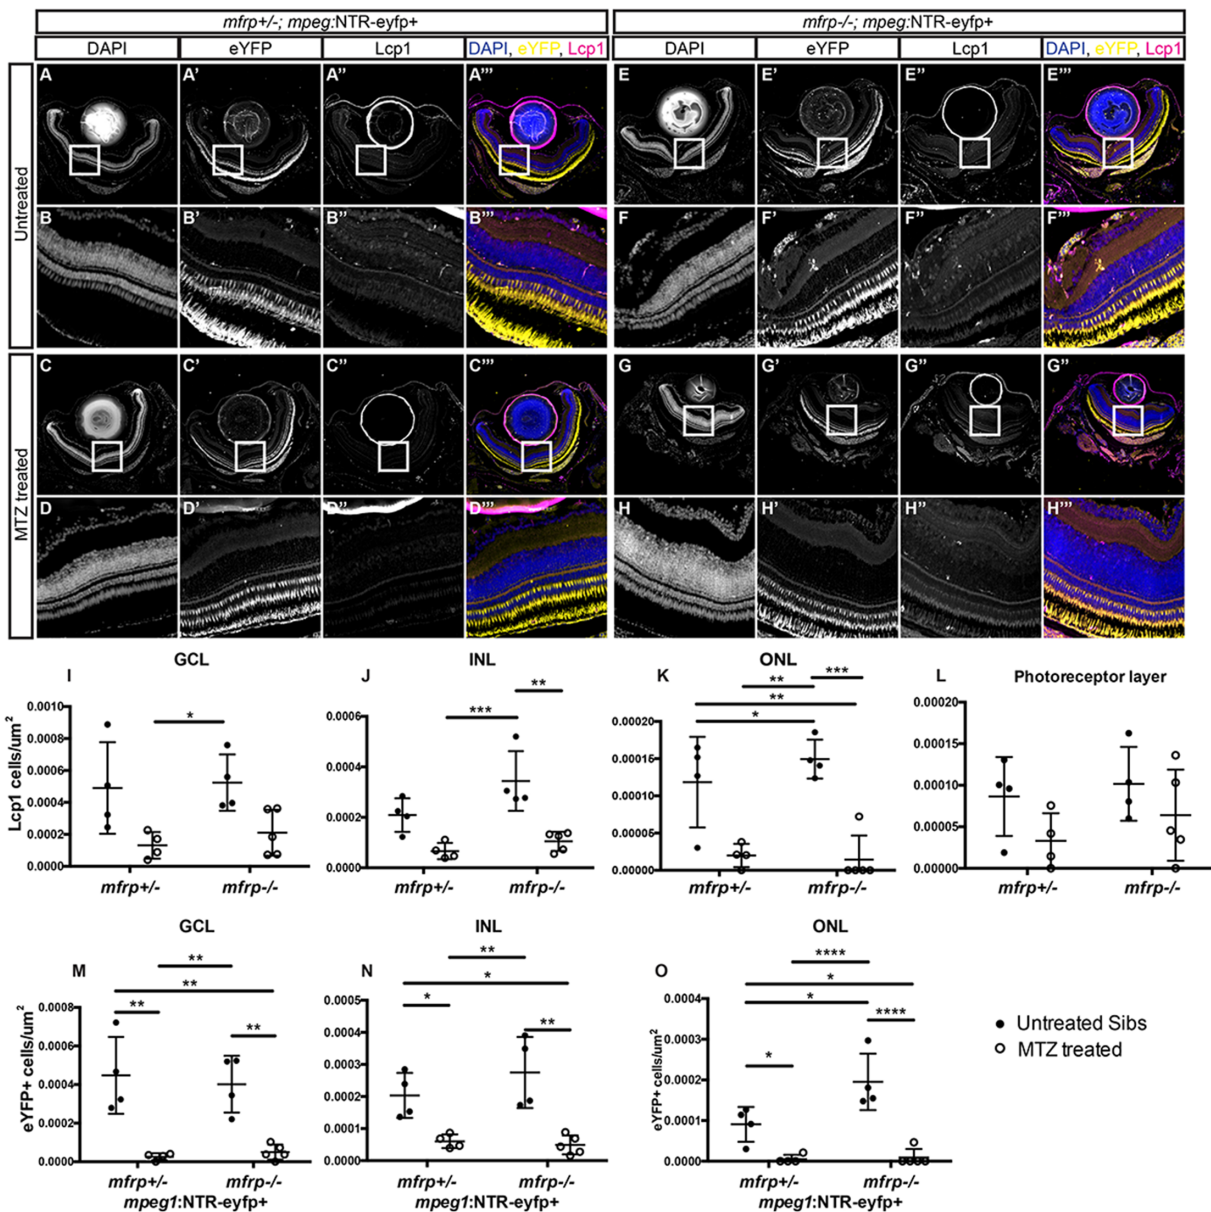 mfrp+/-; mpeg:NTR-eyfp+ mfrp-/-; mpeg:NTR-eyfp+
DAPI eYFP Lcp1 DAPI, eYFP, Lcp1 DAPI eYFP Lcp1 DAPI, eYFP, Lcp1
Untreated
A A' A'' A''' E E' E'' E'''
B B' B'' B''' F F' F'' F'''
MTZ treated
C C' C'' C''' G G' G'' G''
D D' D'' D''' H H' H'' H'''
GCL INL ONL
I J K L Photoreceptor layer
Lcp1 cells/um²
0.0010
0.0008
0.0006
0.0004
0.0002
0.0000
*
mfrp+/- mfrp-/-
0.0006
0.0004
0.0002
0.0000
***
**
mfrp+/- mfrp-/-
0.00020
0.00015
0.00010
0.00005
0.00000
***
**
**
*
mfrp+/- mfrp-/-
0.00020
0.00015
0.00010
0.00005
0.00000
mfrp+/- mfrp-/-
GCL INL ONL
M N O
eYFP+ cells/um²
0.0008
0.0006
0.0004
0.0002
0.0000
**
**
**
**
mfrp+/- mfrp-/-
mpeg1:NTR-eyfp+
0.0005
0.0004
0.0003
0.0002
0.0001
0.0000
**
*
*
**
mfrp+/- mfrp-/-
mpeg1:NTR-eyfp+
eYFP+ cells/um²
0.0004
0.0003
0.0002
0.0001
0.0000
****
*
*
****
*
mfrp+/- mfrp-/-
mpeg1:NTR-eyfp+
Untreated Sibs
MTZ treated